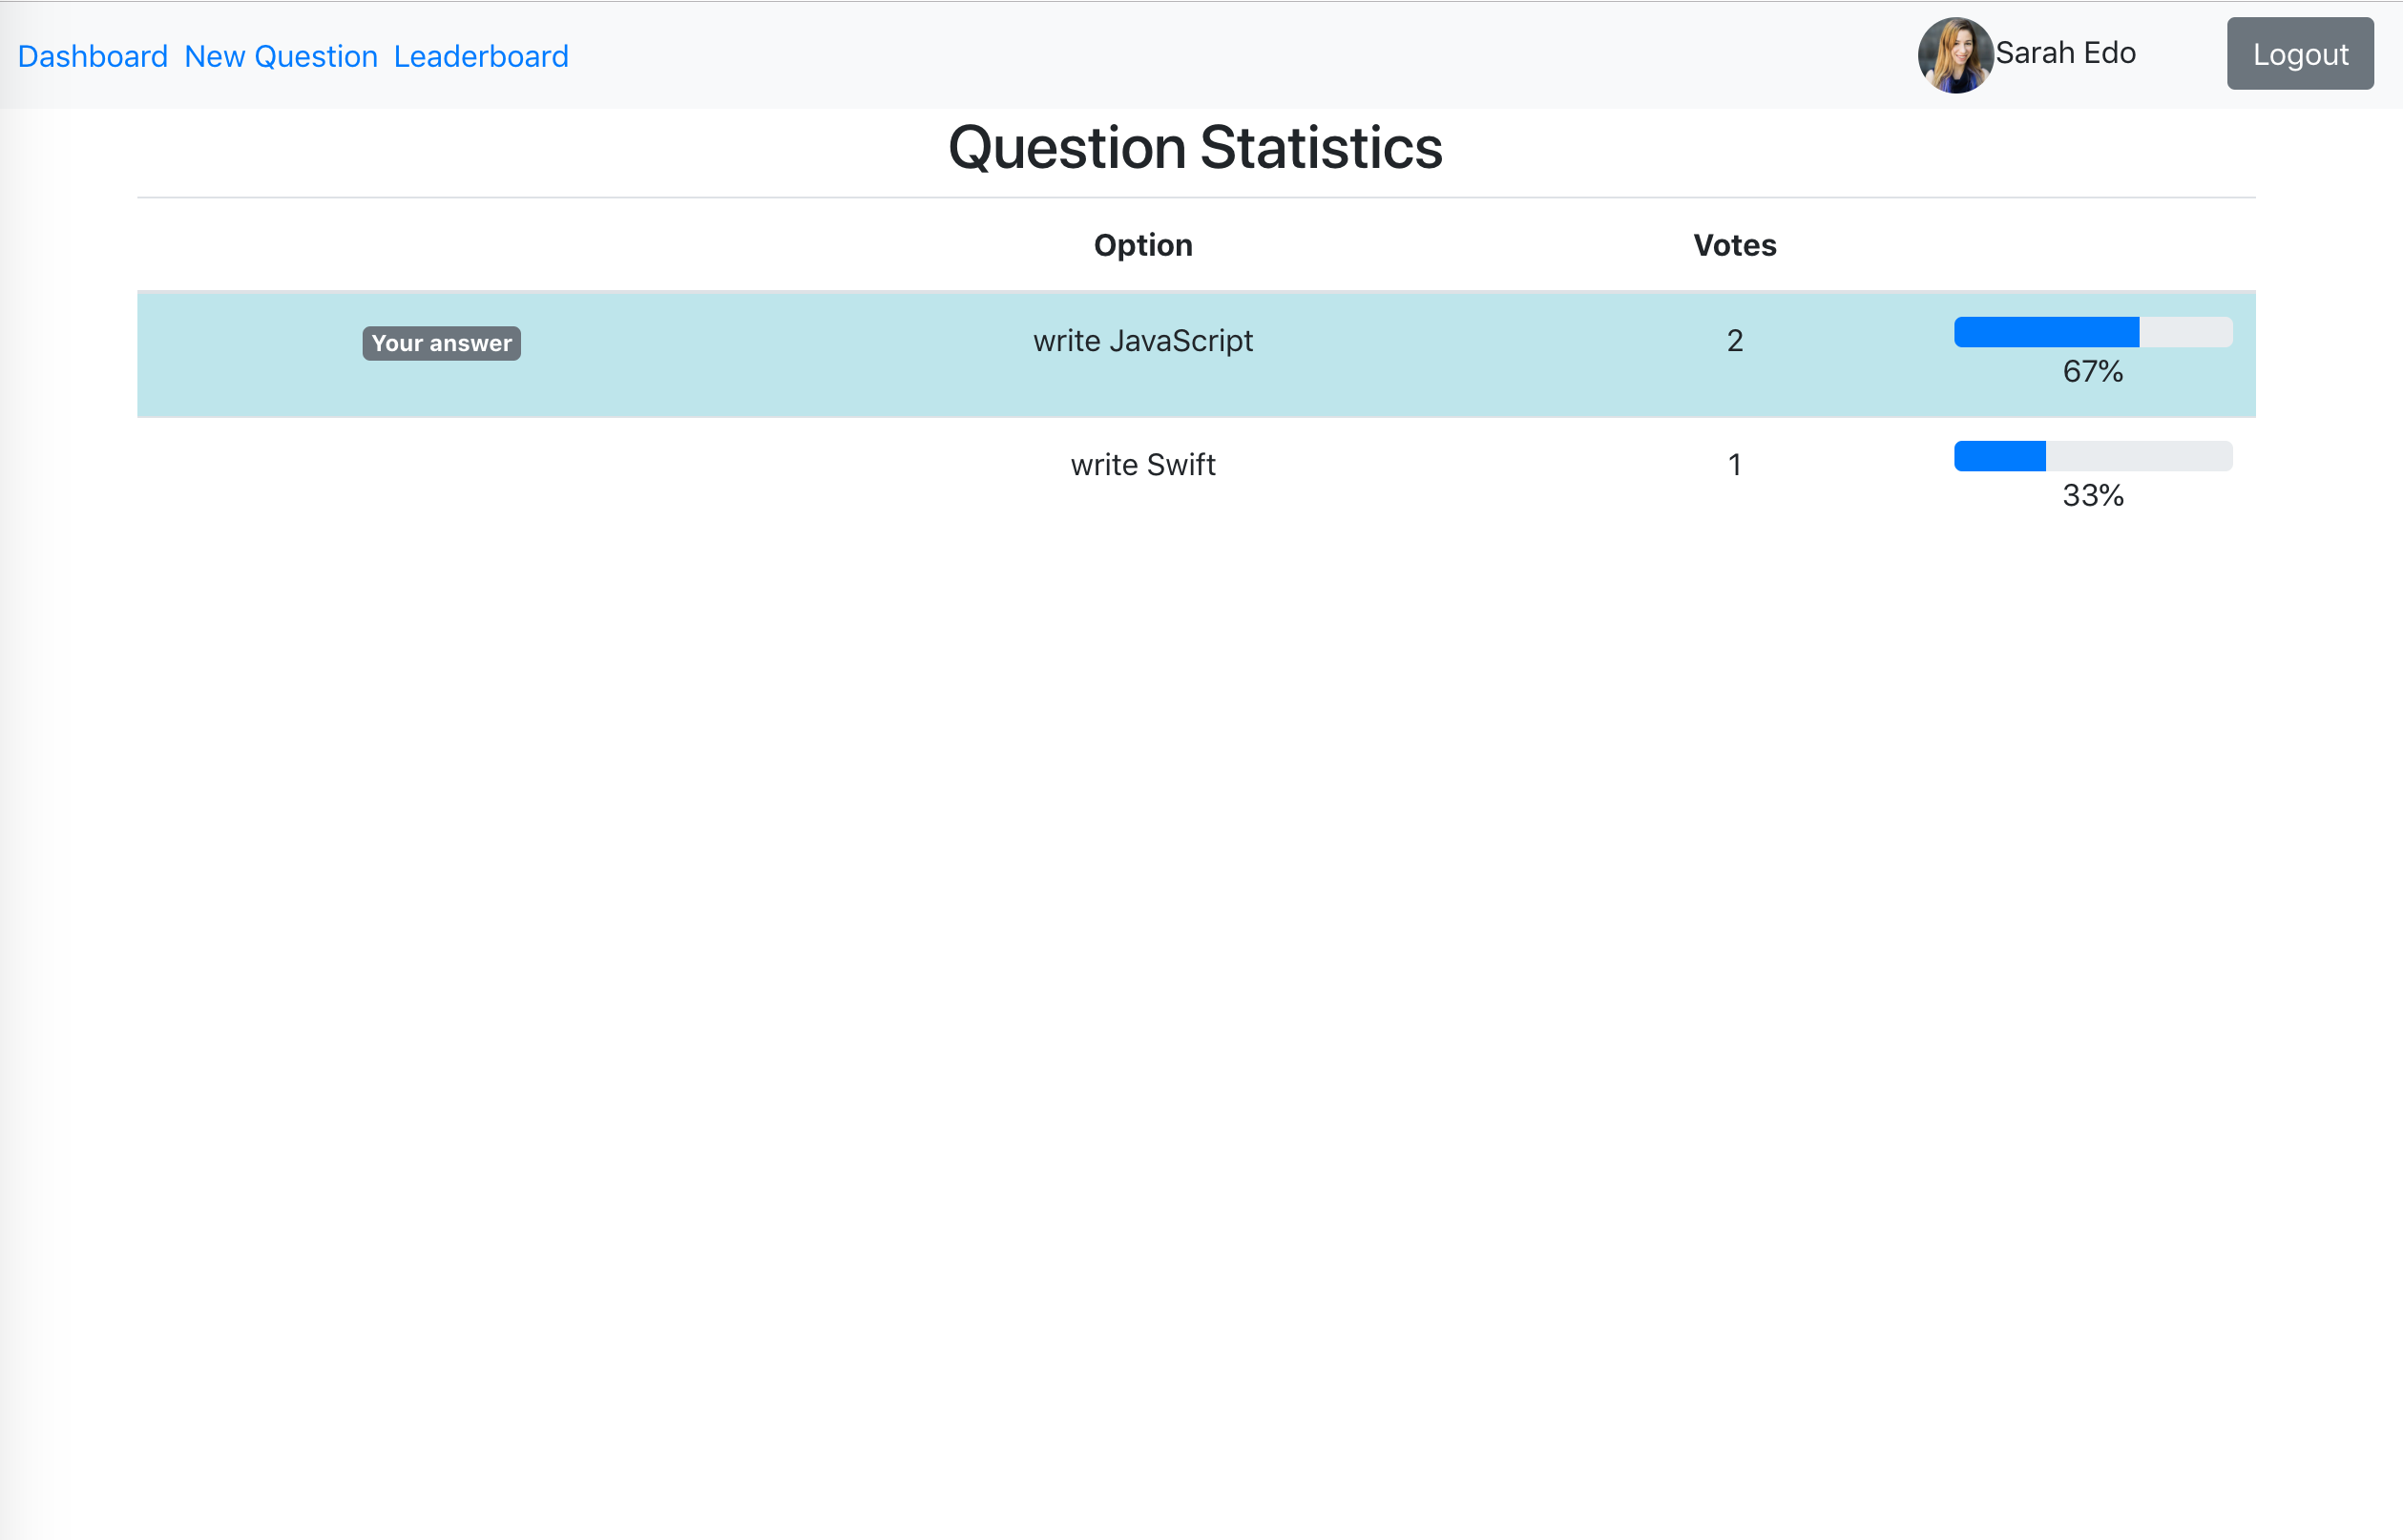 Dashboard New Question Leaderboard Sarah Edo Logout
Question Statistics
Option Votes
Your answer write JavaScript 2
67%
write Swift 1
33%